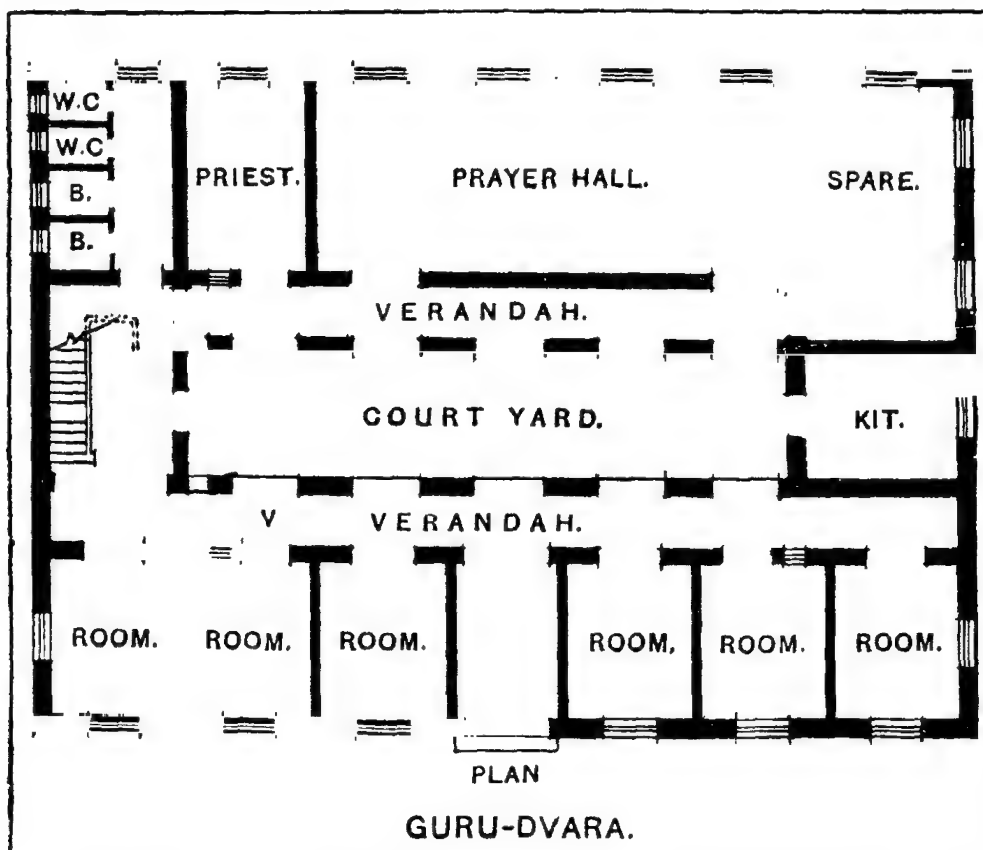 W.C
W.C
B.
B.
PRIEST.
PRAYER HALL.
SPARE.
VERANDAH.
COURT YARD.
KIT.
V
VERANDAH.
ROOM.
ROOM.
ROOM.
ROOM,
ROOM.
ROOM.
PLAN
GURU-DVARA.